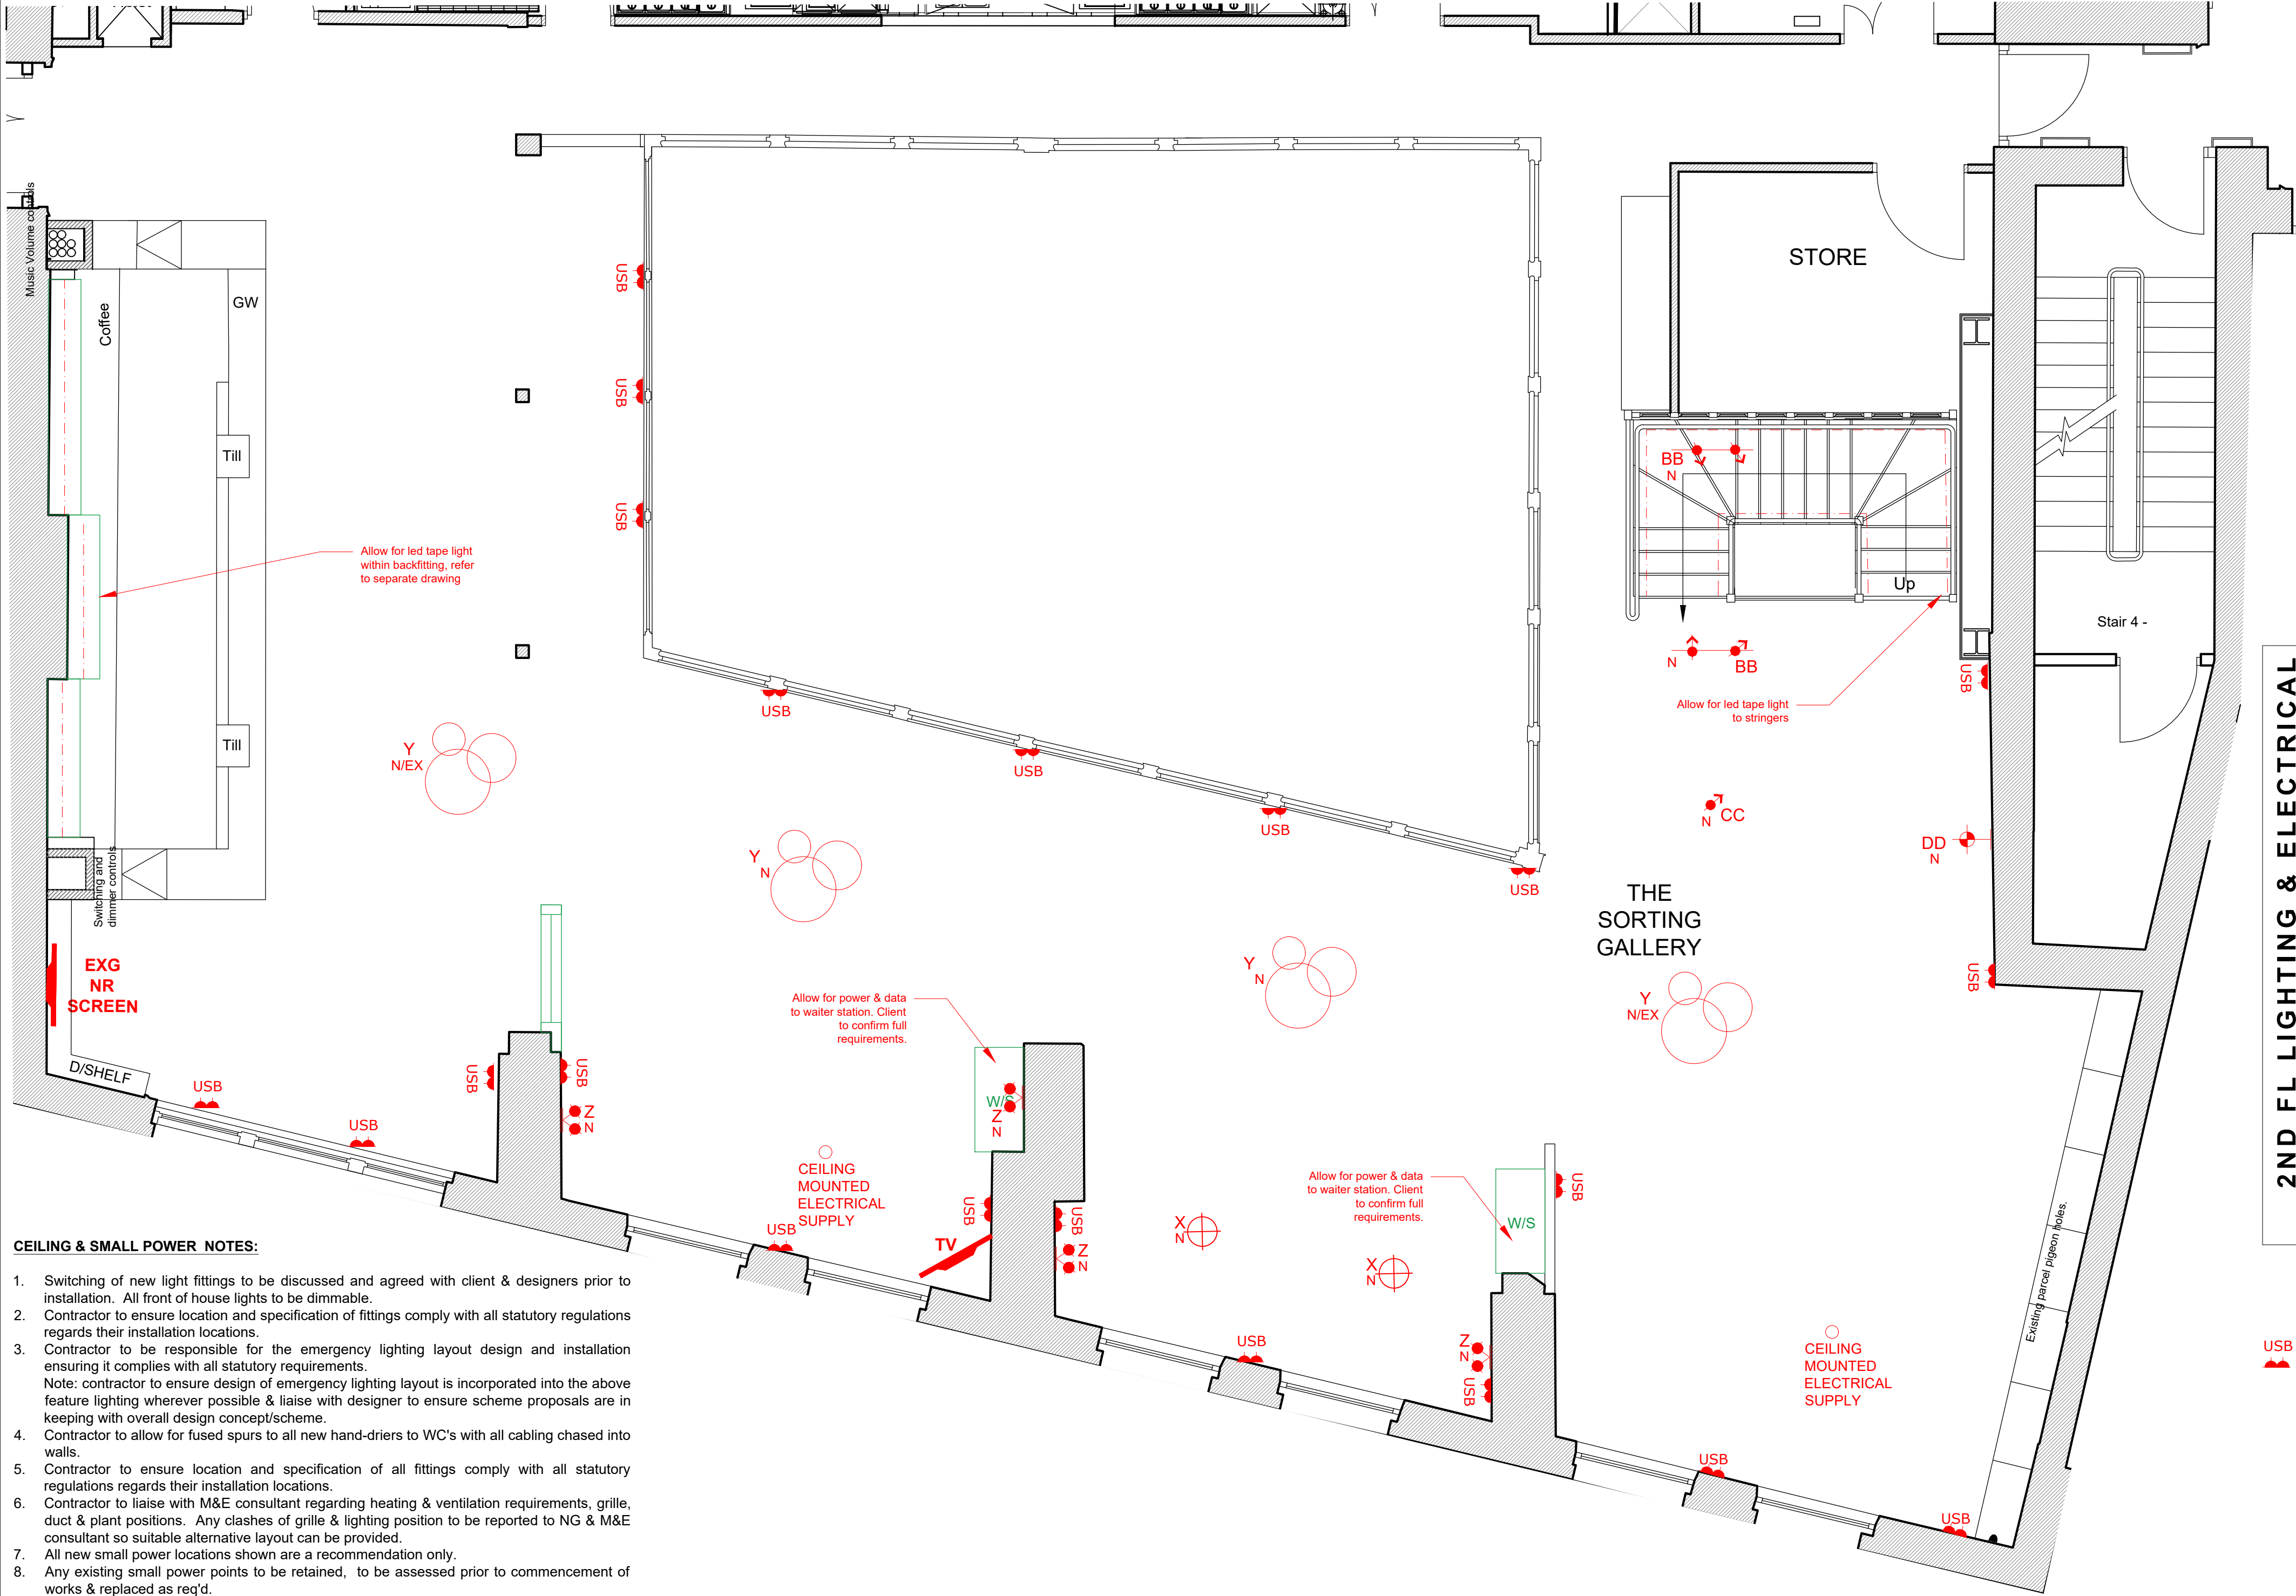 Music Volume controls
Coffee
GW
Till
Till
Switching and
dimmer controls
Allow for led tape light
within backfitting, refer
to separate drawing
USB
USB
USB
USB
USB
USB
USB
STORE
BB
N
Up
N
BB
Allow for led tape light
to stringers
Stair 4 -
USB
CC
N
DD
N
USB
THE
SORTING
GALLERY
Y
N/EX
Y
N
Y
N
Y
N/EX
EXG
NR
SCREEN
D/SHELF
USB
USB
USB
USB
Z
N
Allow for power & data
to waiter station. Client
to confirm full
requirements.
W/S
Z
N
CEILING
MOUNTED
ELECTRICAL
SUPPLY
USB
USB
TV
USB
Z
N
X
N
X
N
Allow for power & data
to waiter station. Client
to confirm full
requirements.
W/S
USB
USB
Z
N
USB
CEILING
MOUNTED
ELECTRICAL
SUPPLY
USB
USB
Existing parcel pigeon holes.
USB
2ND FL LIGHTING & ELECTRICAL
CEILING & SMALL POWER NOTES:
1. Switching of new light fittings to be discussed and agreed with client & designers prior to
installation. All front of house lights to be dimmable.
2. Contractor to ensure location and specification of fittings comply with all statutory regulations
regards their installation locations.
3. Contractor to be responsible for the emergency lighting layout design and installation
ensuring it complies with all statutory requirements.
Note: contractor to ensure design of emergency lighting layout is incorporated into the above
feature lighting wherever possible & liaise with designer to ensure scheme proposals are in
keeping with overall design concept/scheme.
4. Contractor to allow for fused spurs to all new hand-driers to WC's with all cabling chased into
walls.
5. Contractor to ensure location and specification of all fittings comply with all statutory
regulations regards their installation locations.
6. Contractor to liaise with M&E consultant regarding heating & ventilation requirements, grille,
duct & plant positions. Any clashes of grille & lighting position to be reported to NG & M&E
consultant so suitable alternative layout can be provided.
7. All new small power locations shown are a recommendation only.
8. Any existing small power points to be retained, to be assessed prior to commencement of
works & replaced as req'd.